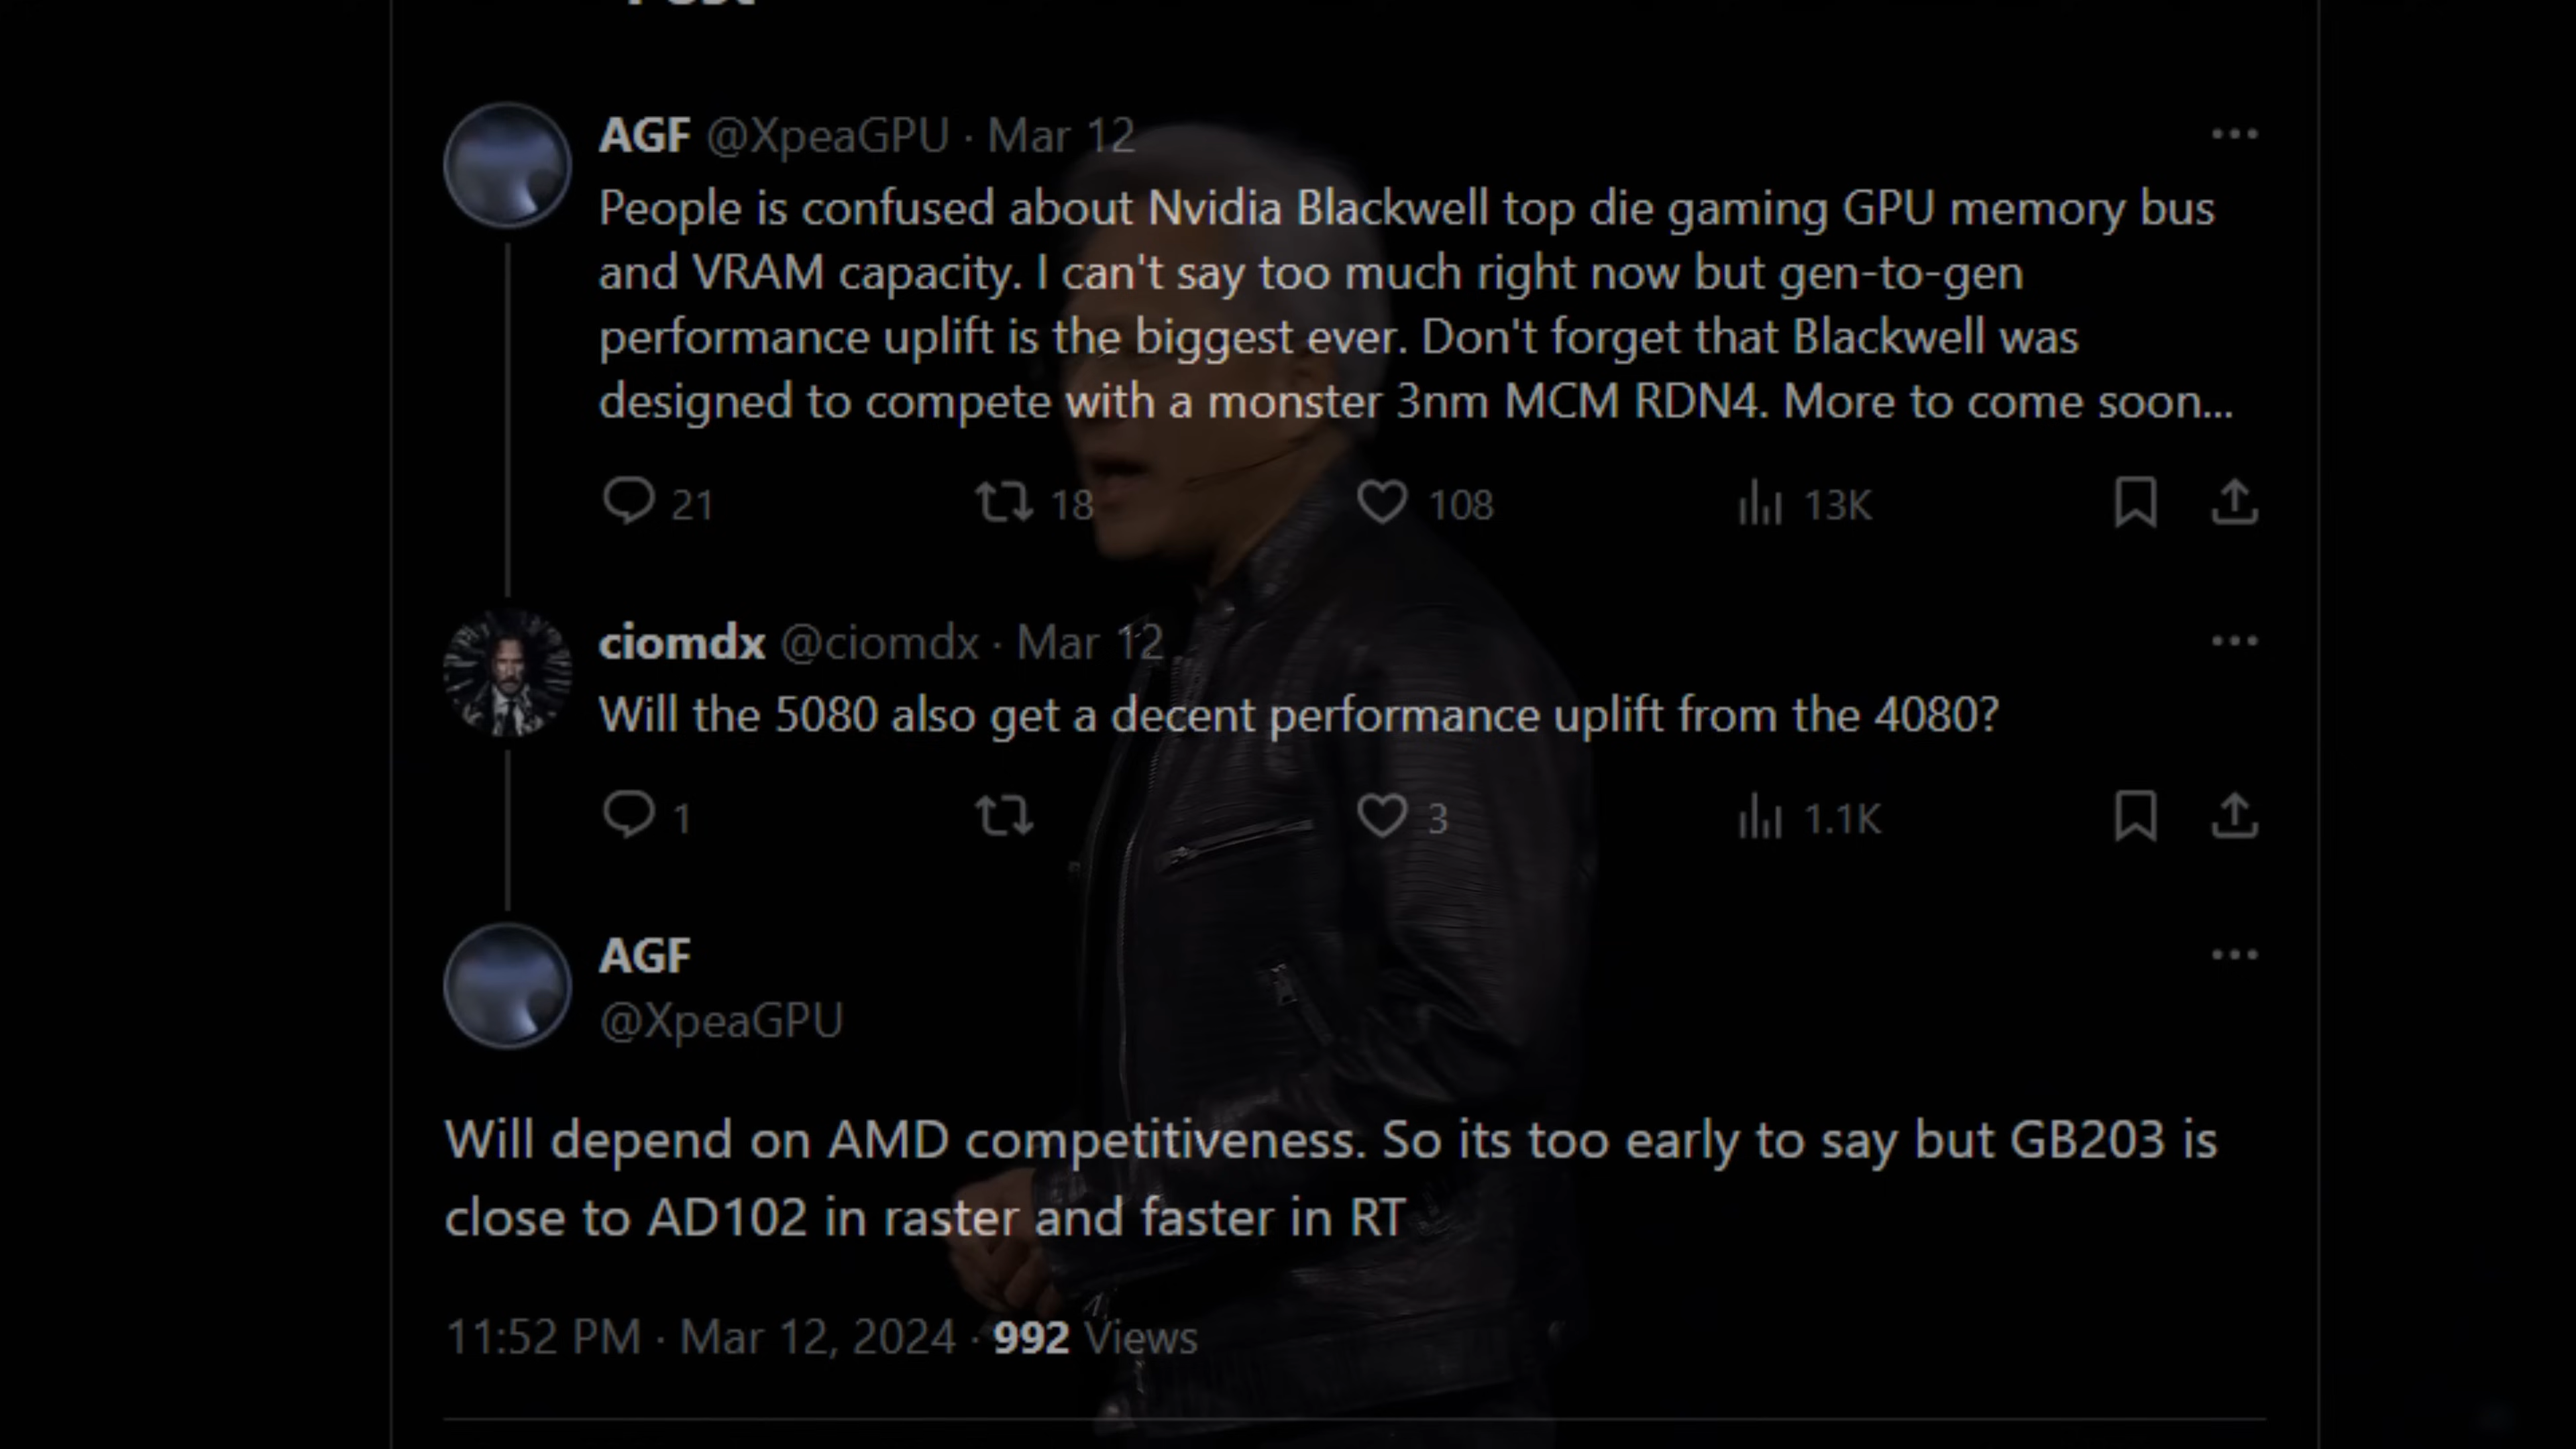 Post
AGF @XpeaGPU · Mar 12
People is confused about Nvidia Blackwell top die gaming GPU memory bus
and VRAM capacity. I can't say too much right now but gen-to-gen
performance uplift is the biggest ever. Don't forget that Blackwell was
designed to compete with a monster 3nm MCM RDN4. More to come soon...
21 18 108 13K
ciomdx @ciomdx · Mar 12
Will the 5080 also get a decent performance uplift from the 4080?
1 3 1.1K
AGF
@XpeaGPU
Will depend on AMD competitiveness. So its too early to say but GB203 is
close to AD102 in raster and faster in RT
11:52 PM · Mar 12, 2024 · 992 Views